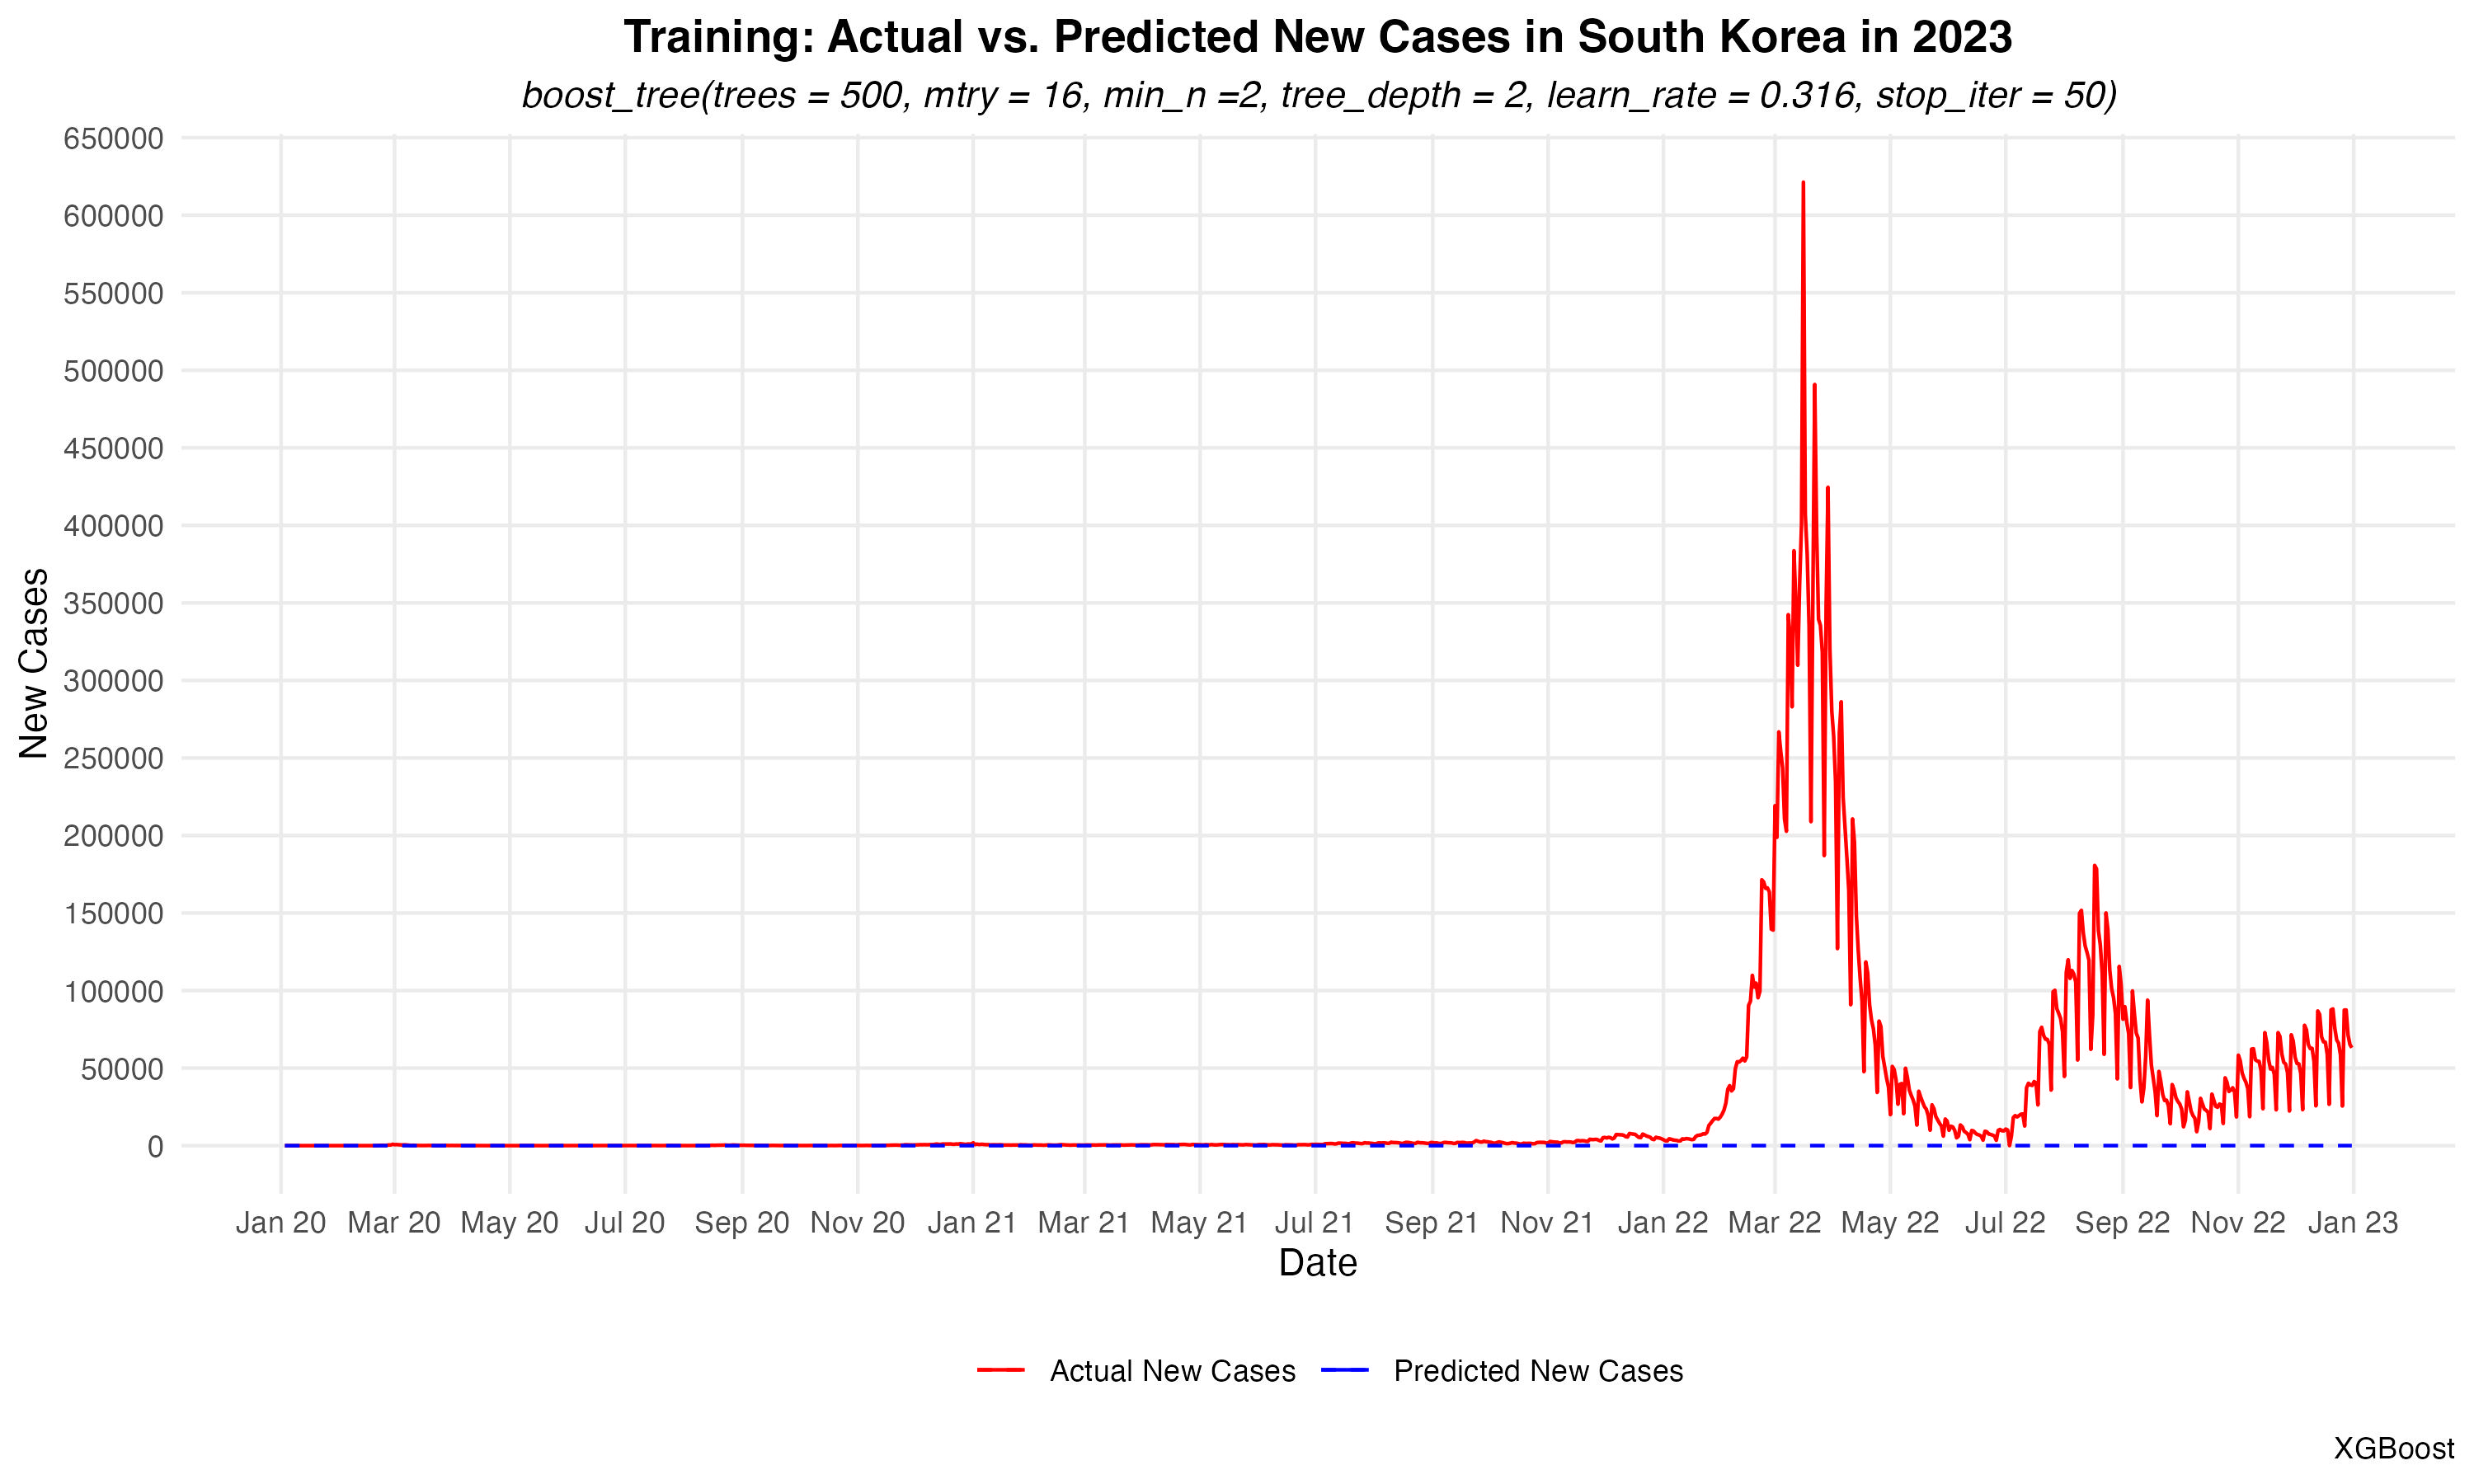 Training: Actual vs. Predicted New Cases in South Korea in 2023
boost_tree(trees = 500, mtry = 16, min_n =2, tree_depth = 2, learn_rate = 0.316, stop_iter = 50)
650000
600000
550000
500000
450000
400000
350000
300000
250000
200000
150000
100000
50000
0
New Cases
Jan 20 Mar 20 May 20 Jul 20 Sep 20 Nov 20 Jan 21 Mar 21 May 21 Jul 21 Sep 21 Nov 21 Jan 22 Mar 22 May 22 Jul 22 Sep 22 Nov 22 Jan 23
Date
Actual New Cases Predicted New Cases
XGBoost